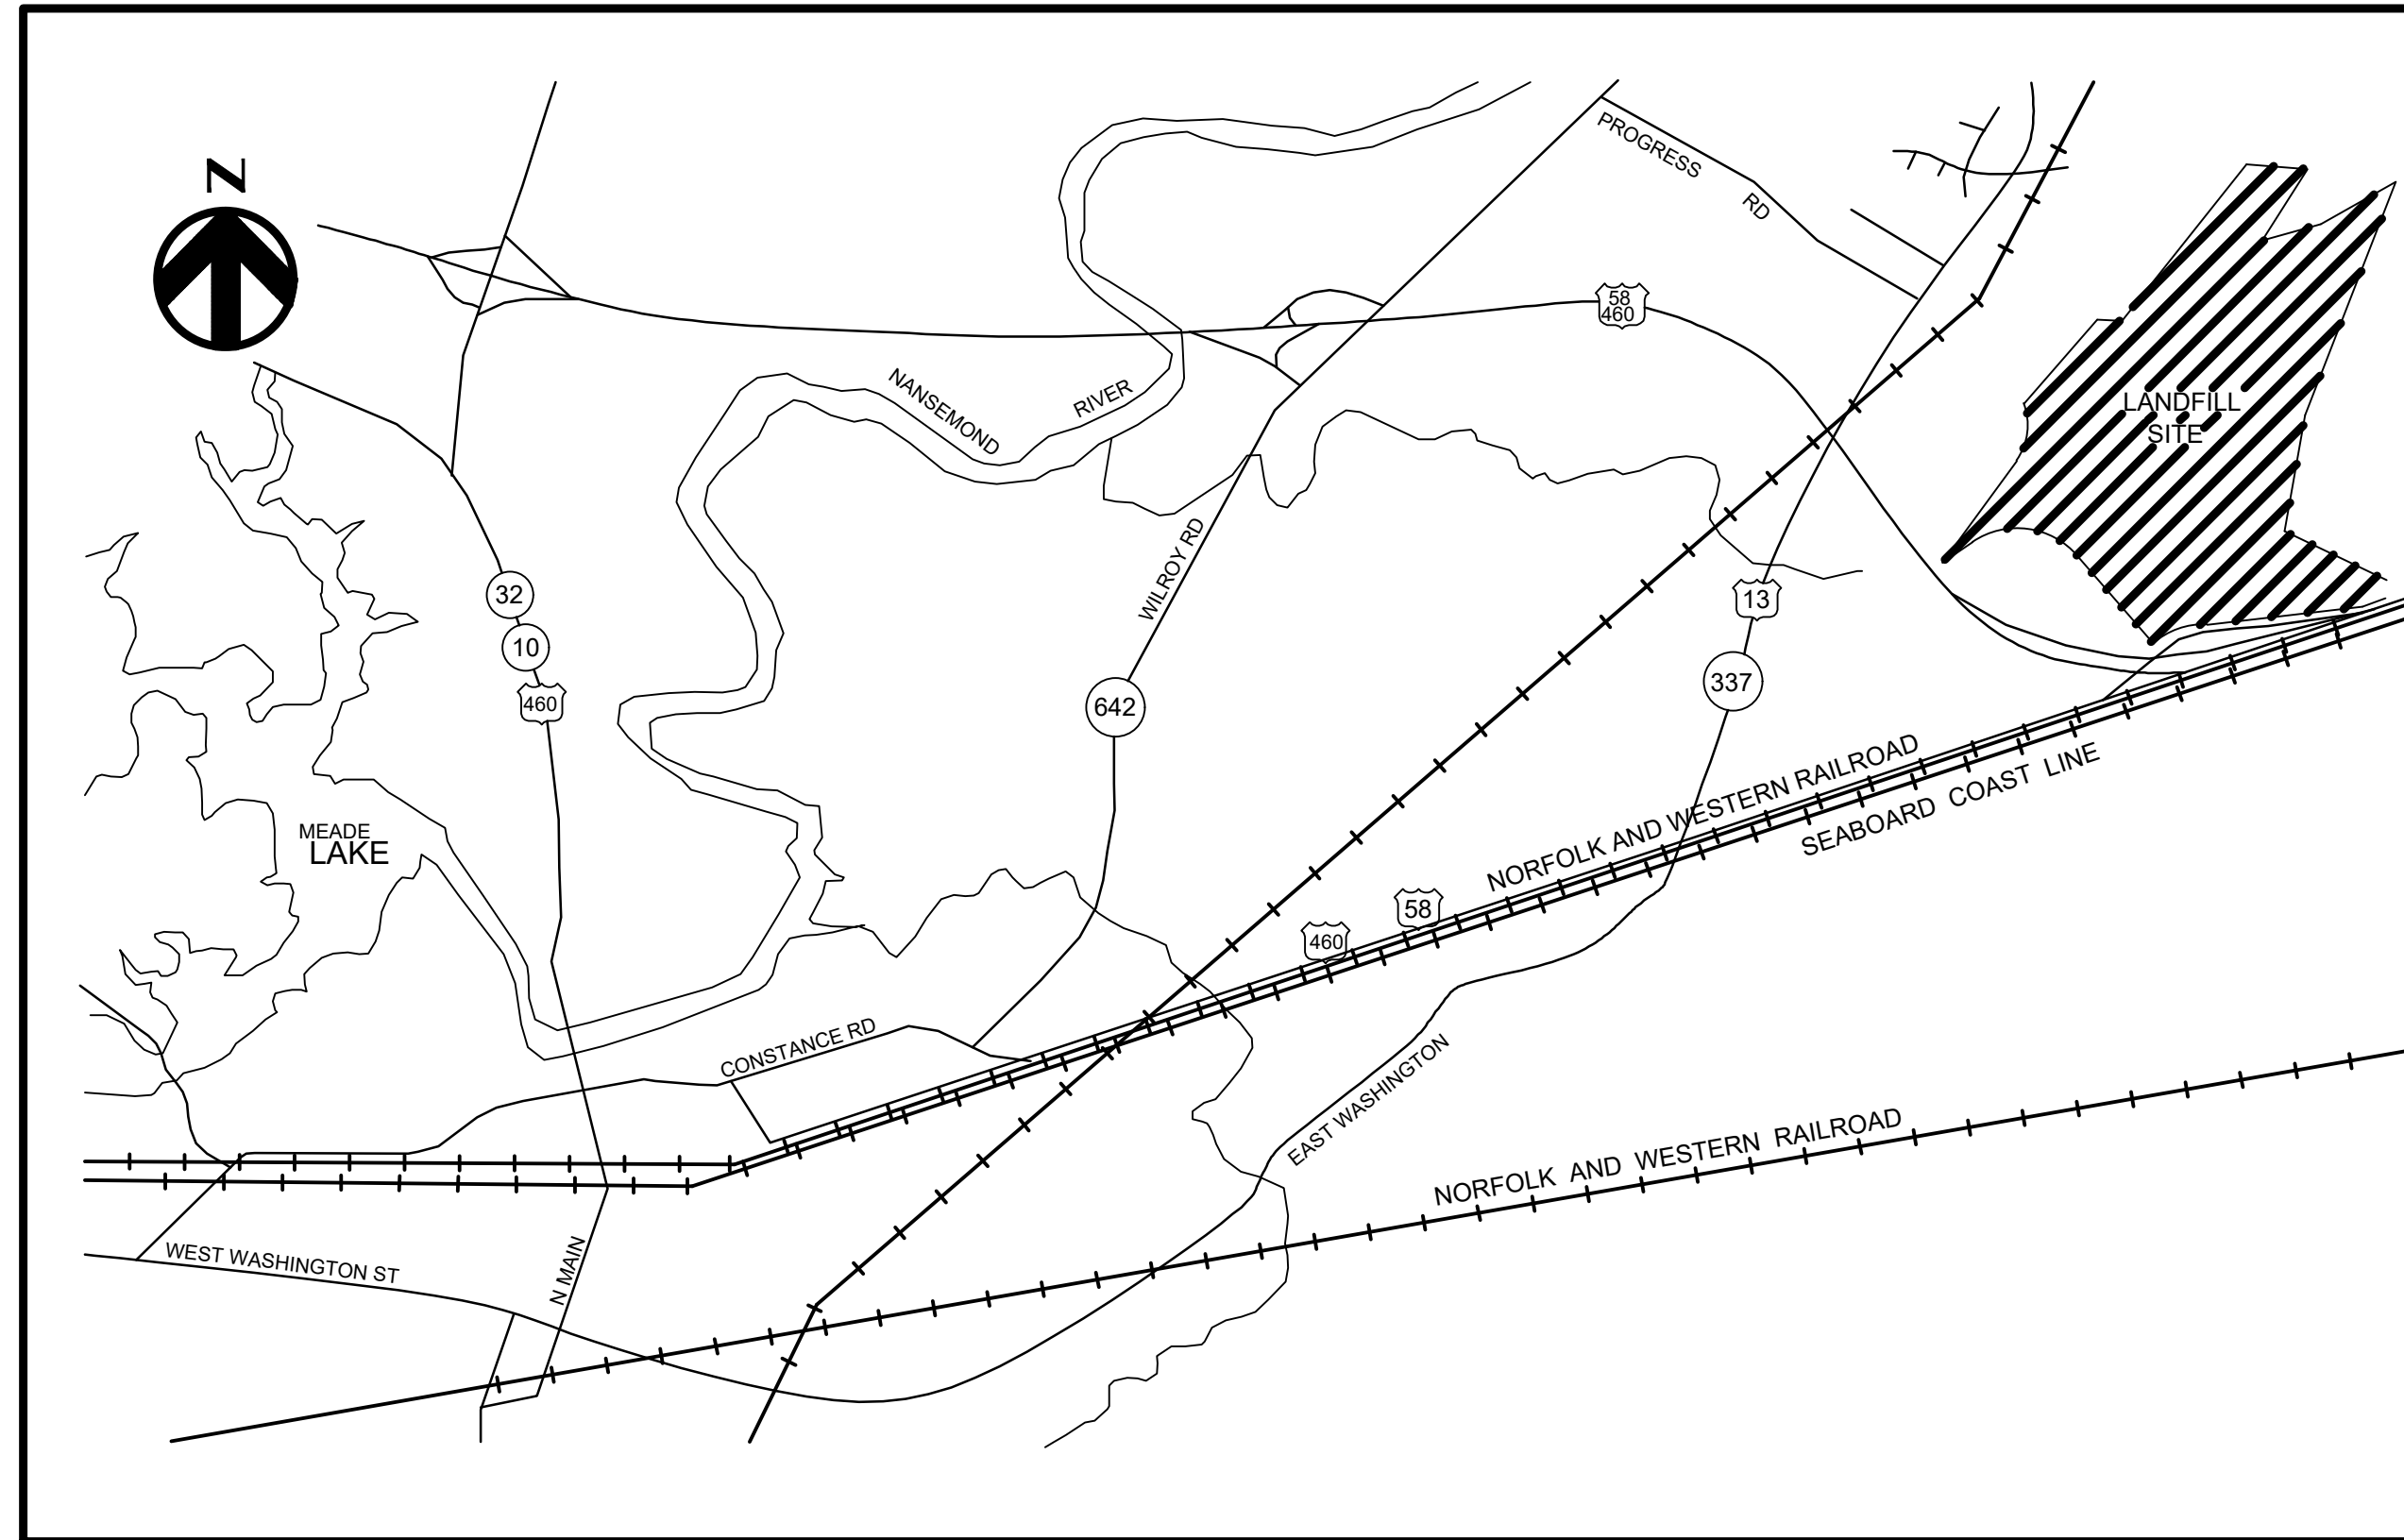 N
PROGRESS
RD
58
460
NANSEMOND
RIVER
LANDFILL
SITE
WILROY RD
32
10
460
13
337
642
NORFOLK AND WESTERN RAILROAD
SEABOARD COAST LINE
MEADE
LAKE
58
460
CONSTANCE RD
EAST WASHINGTON
NORFOLK AND WESTERN RAILROAD
WEST WASHINGTON ST
N MAIN